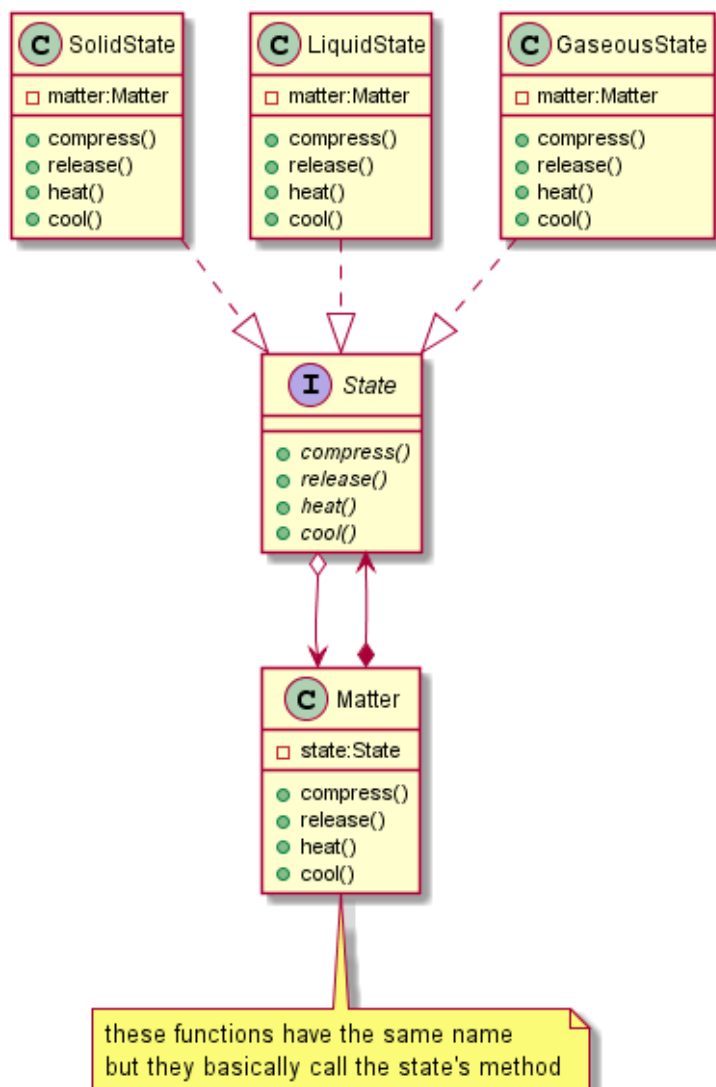 C SolidState
matter:Matter
compress()
release()
heat()
cool()
C LiquidState
matter:Matter
compress()
release()
heat()
cool()
C GaseousState
matter:Matter
compress()
release()
heat()
cool()
I State
compress()
release()
heat()
cool()
C Matter
state:State
compress()
release()
heat()
cool()
these functions have the same name
but they basically call the state's method